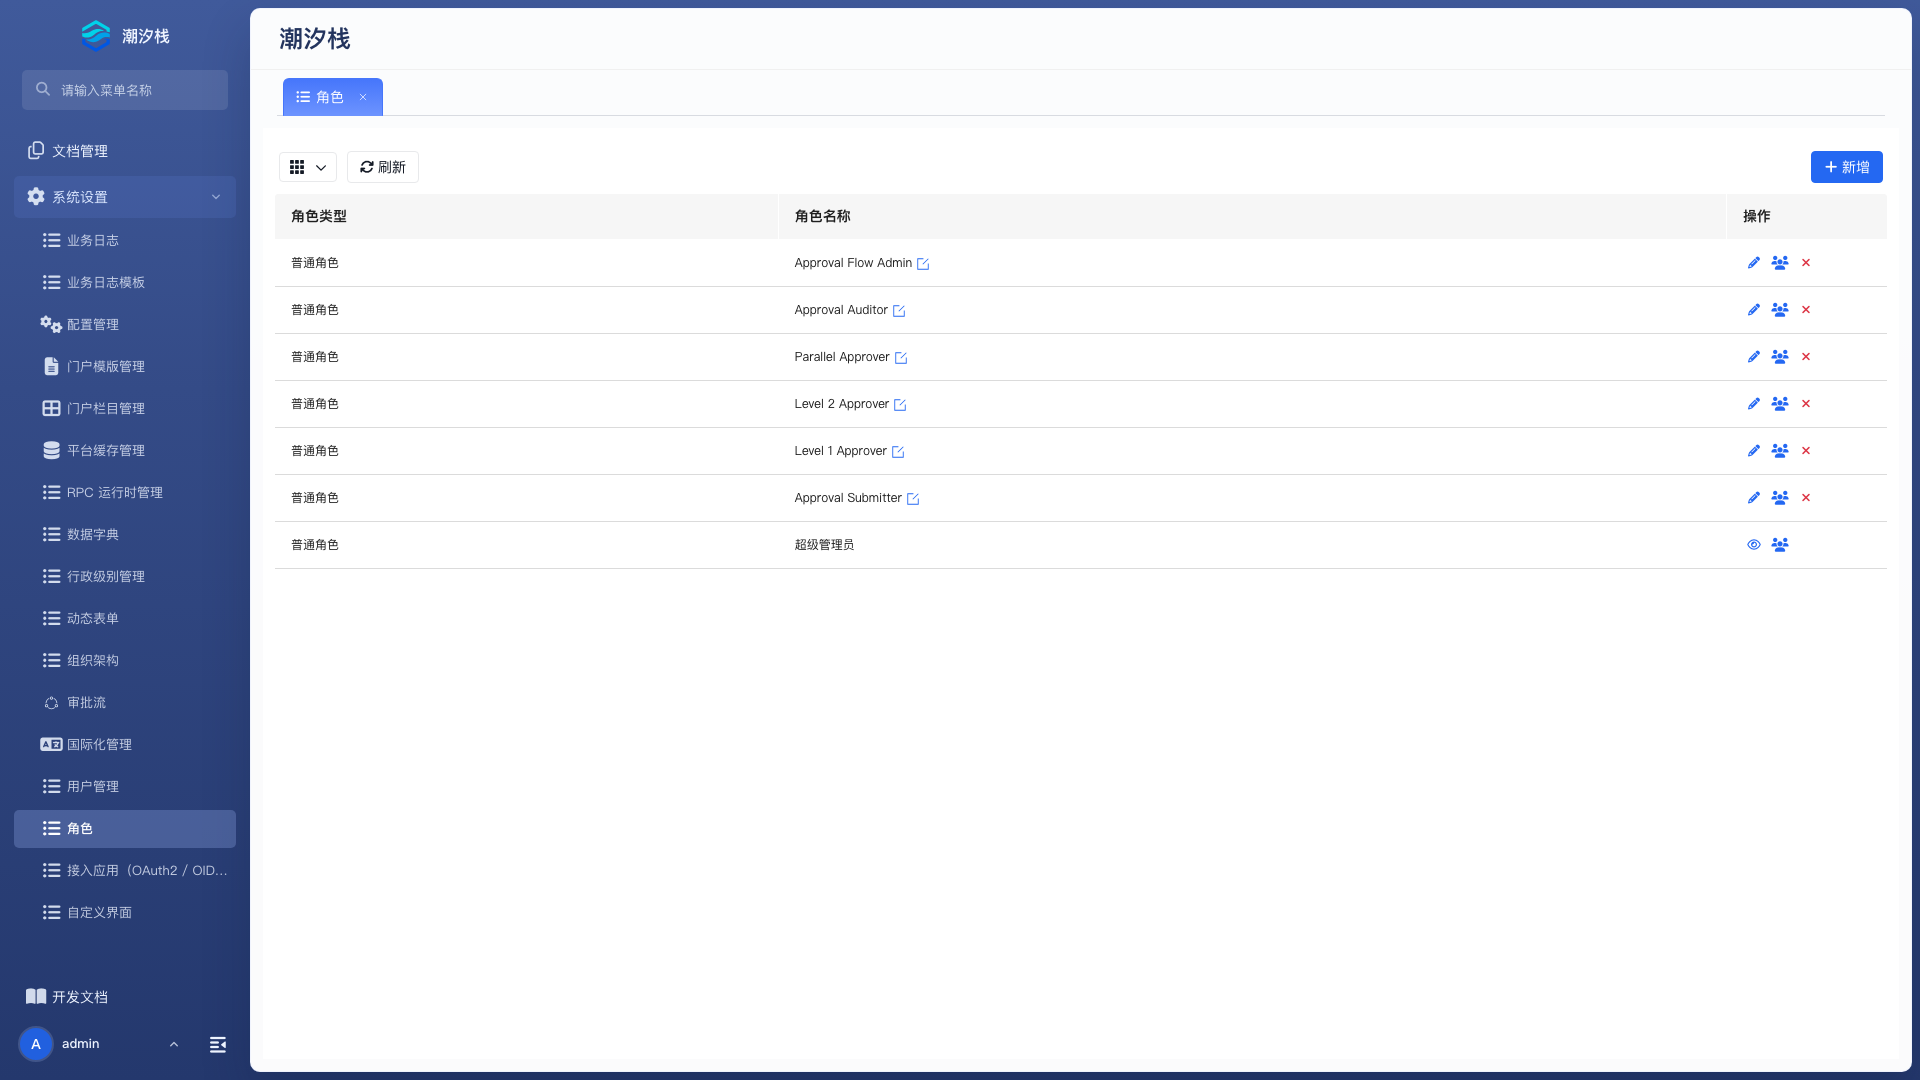 潮汐栈
请输入菜单名称
文档管理
系统设置
业务日志
业务日志模板
配置管理
门户模版管理
门户栏目管理
平台缓存管理
RPC 运行时管理
数据字典
行政级别管理
动态表单
组织架构
审批流
国际化管理
用户管理
角色
接入应用（OAuth2 / OID...
自定义界面
开发文档
A admin
潮汐栈
角色
刷新
新增
角色类型 角色名称 操作
普通角色 Approval Flow Admin
普通角色 Approval Auditor
普通角色 Parallel Approver
普通角色 Level 2 Approver
普通角色 Level 1 Approver
普通角色 Approval Submitter
普通角色 超级管理员